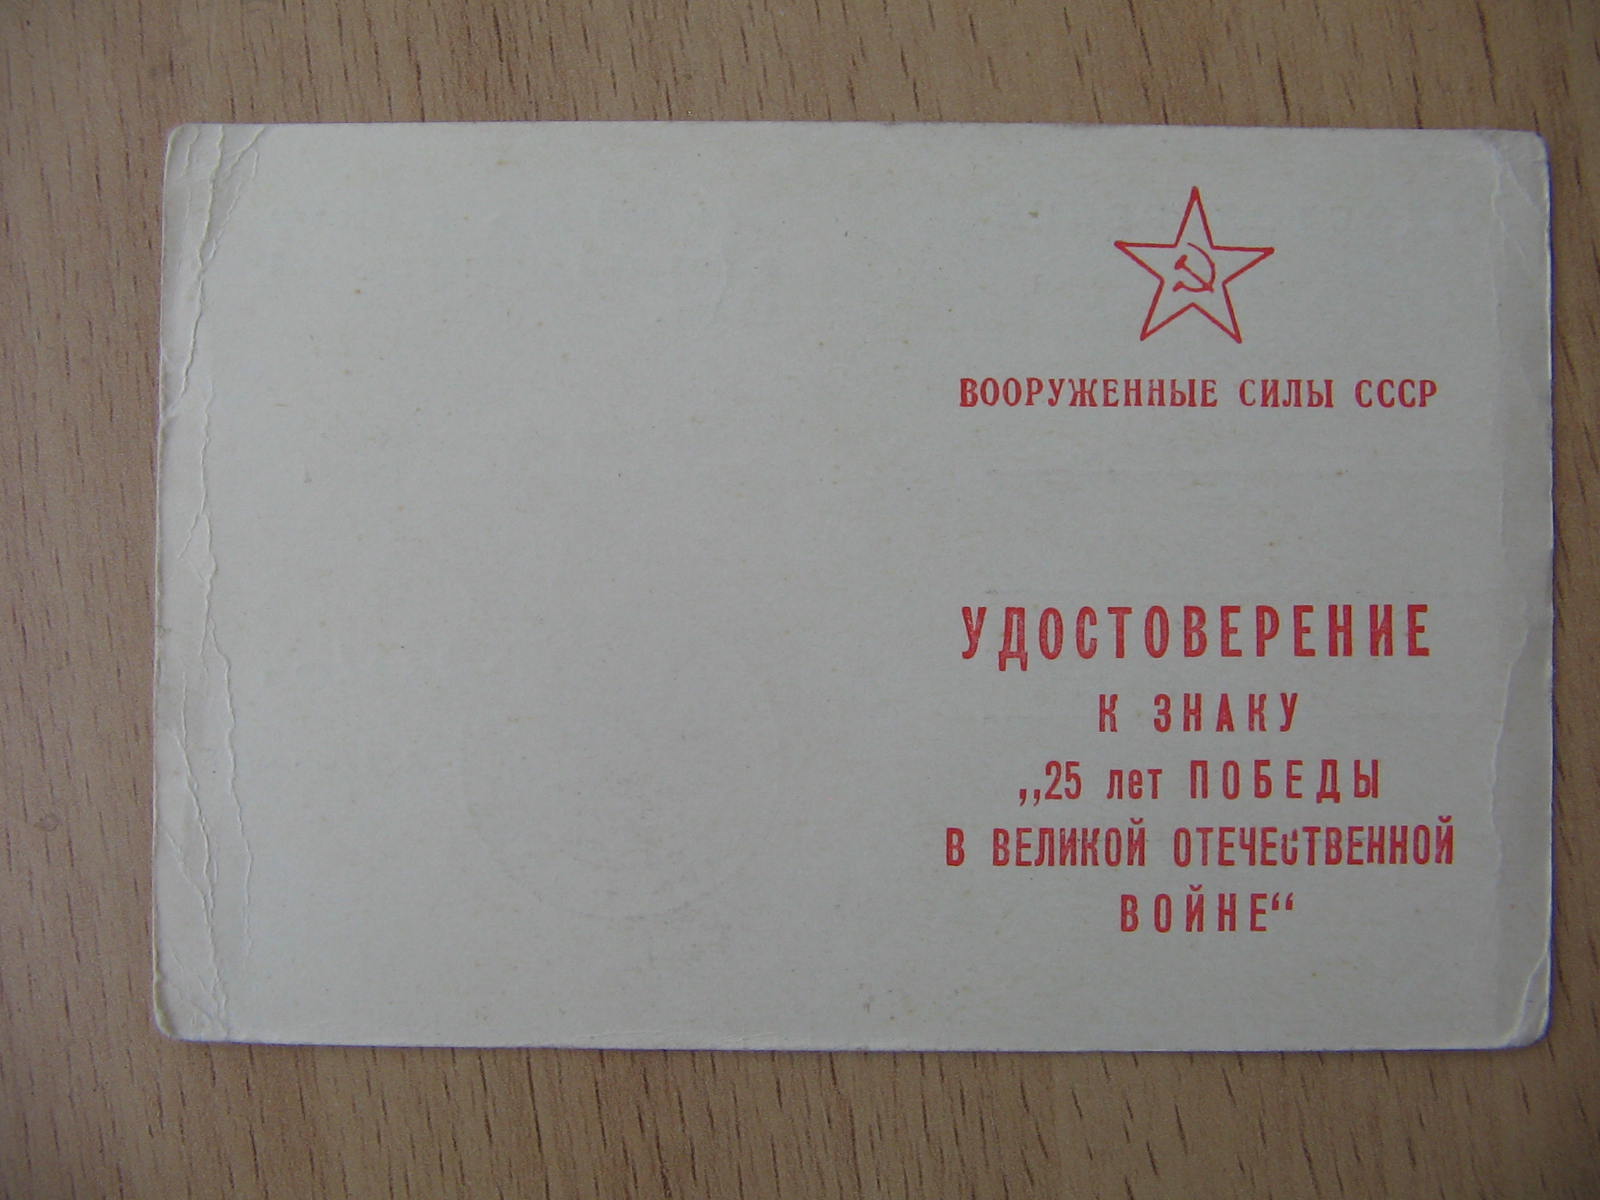 ВООРУЖЕННЫЕ СИЛЫ СССР
УДОСТОВЕРЕНИЕ
К ЗНАКУ
„25 лет ПОБЕДЫ
В ВЕЛИКОЙ ОТЕЧЕСТВЕННОЙ
ВОЙНЕ“